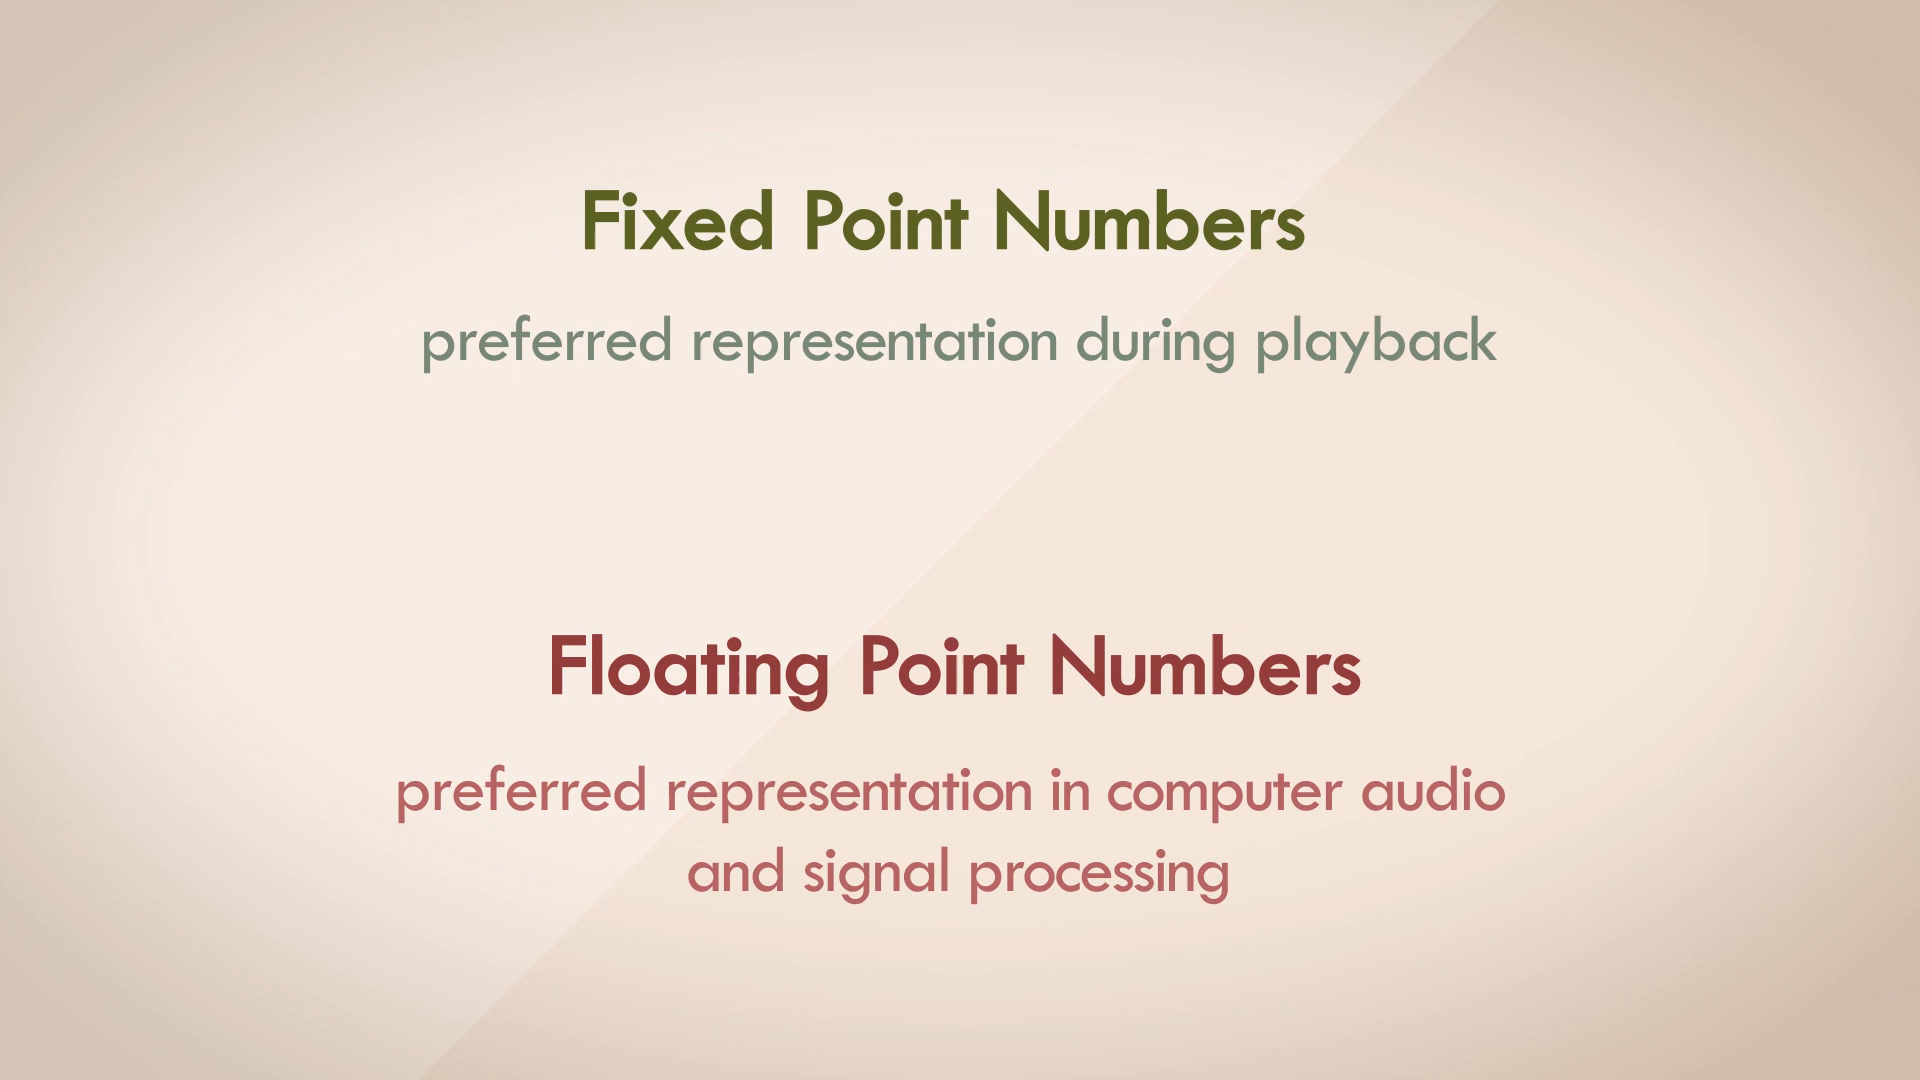 Fixed Point Numbers
preferred representation during playback
Floating Point Numbers
preferred representation in computer audio
and signal processing